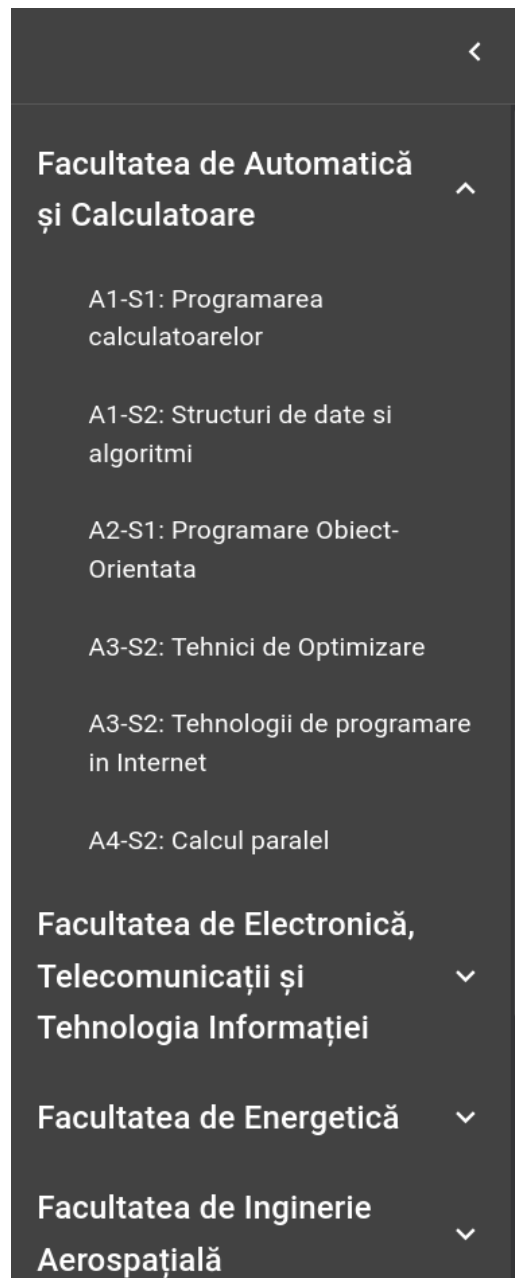 Facultatea de Automatică
și Calculatoare
A1-S1: Programarea
calculatoarelor
A1-S2: Structuri de date si
algoritmi
A2-S1: Programare Obiect-
Orientata
A3-S2: Tehnici de Optimizare
A3-S2: Tehnologii de programare
in Internet
A4-S2: Calcul paralel
Facultatea de Electronică,
Telecomunicații și
Tehnologia Informației
Facultatea de Energetică
Facultatea de Inginerie
Aerospațială